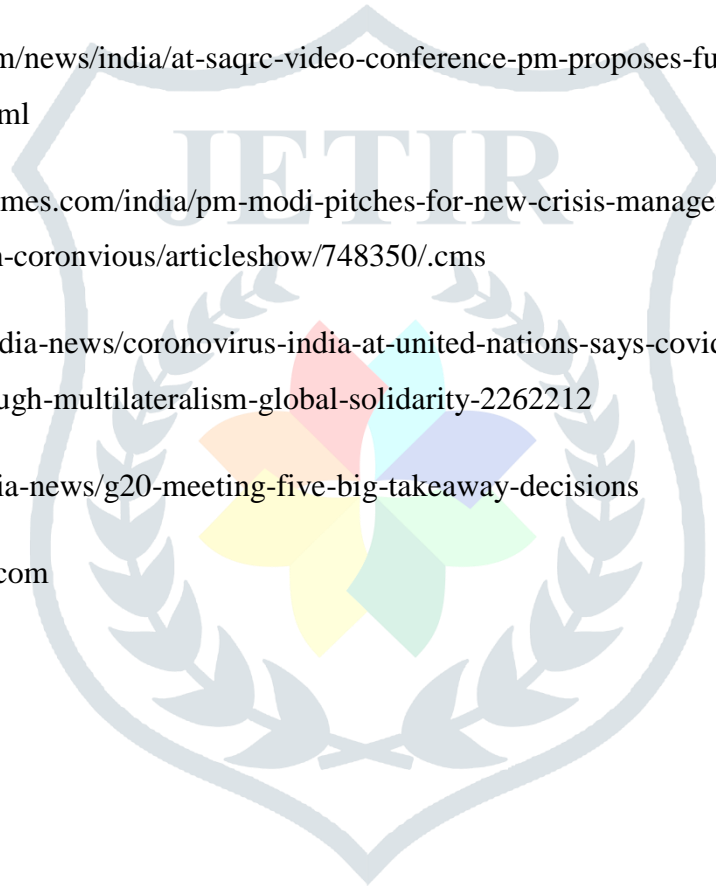 m/news/india/at-saqrc-video-conference-pm-proposes-fu
ml
JETIR
mes.com/india/pm-modi-pitches-for-new-crisis-manage
n-coronvious/articleshow/748350/.cms
dia-news/coronovirus-india-at-united-nations-says-covid
ugh-multilateralism-global-solidarity-2262212
ia-news/g20-meeting-five-big-takeaway-decisions
com